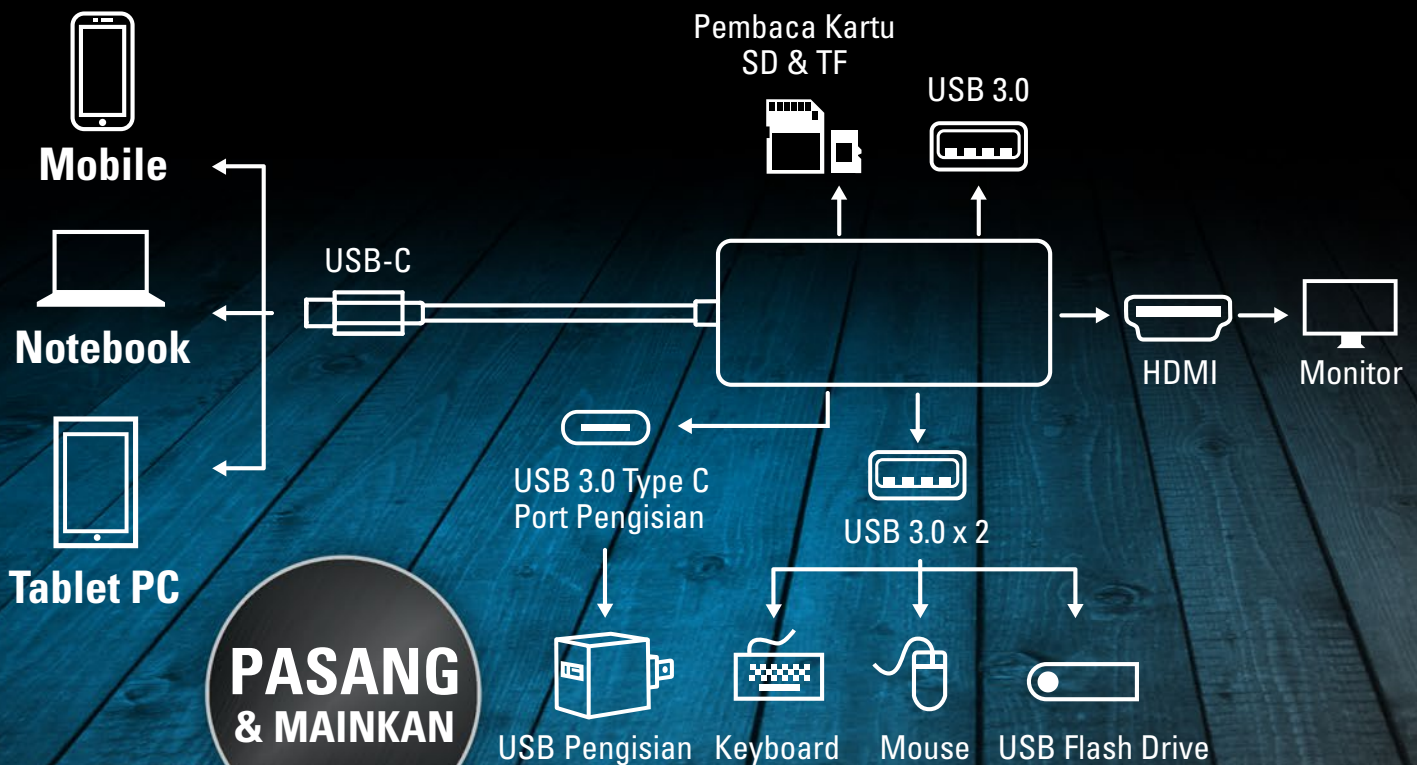 Pembaca Kartu
SD & TF
USB 3.0
Mobile
USB-C
Notebook
HDMI
Monitor
USB 3.0 Type C
Port Pengisian
USB 3.0 x 2
Tablet PC
PASANG
& MAINKAN
USB Pengisian
Keyboard
Mouse
USB Flash Drive